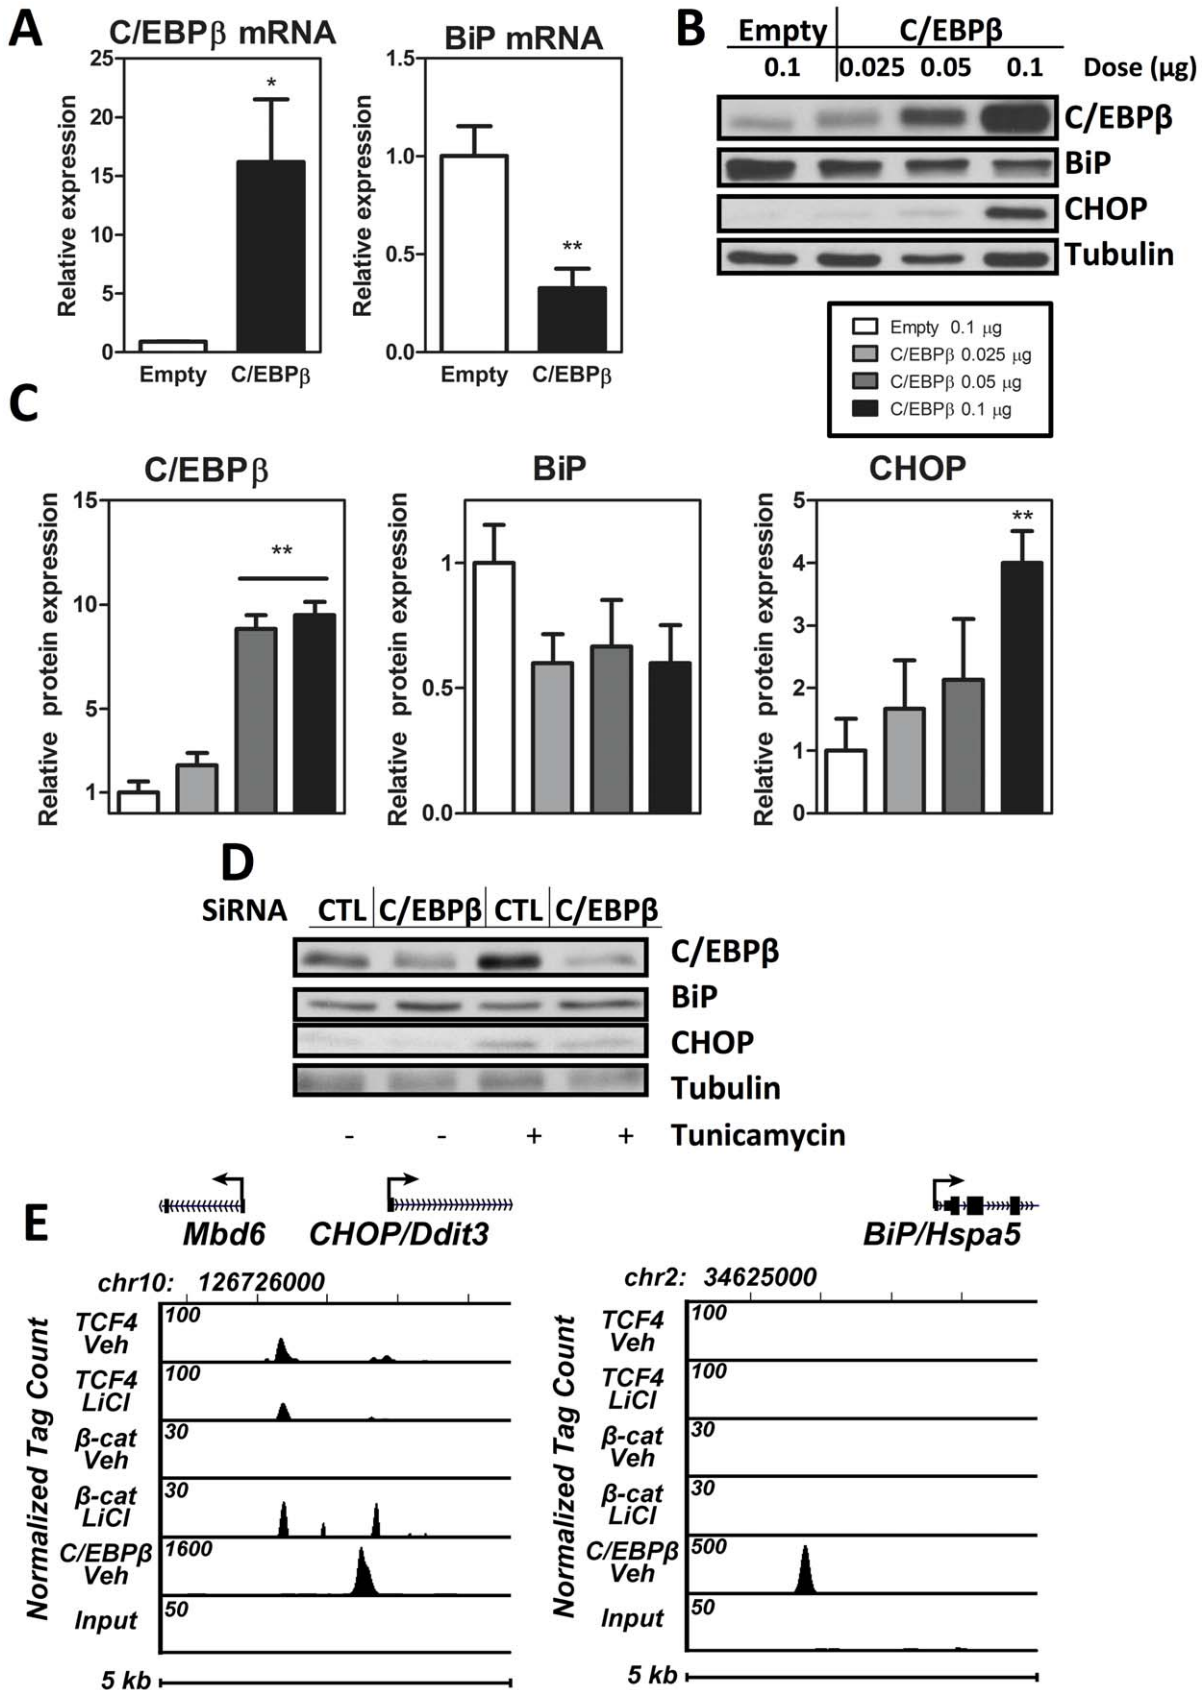 A
C/EBPβ mRNA
Relative expression
25
20
15
10
5
0
*
Empty C/EBPβ
BiP mRNA
Relative expression
1.5
1.0
0.5
0.0
**
Empty C/EBPβ
B
Empty C/EBPβ
0.1 0.025 0.05 0.1 Dose (μg)
C/EBPβ
BiP
CHOP
Tubulin
Empty 0.1 μg
C/EBPβ 0.025 μg
C/EBPβ 0.05 μg
C/EBPβ 0.1 μg
C
C/EBPβ
Relative protein expression
15
10
5
1
**
BiP
Relative protein expression
1
0.5
0.0
CHOP
Relative protein expression
5
4
3
2
1
0
**
D
SiRNA CTL C/EBPβ CTL C/EBPβ
C/EBPβ
BiP
CHOP
Tubulin
- - + + Tunicamycin
E
Mbd6 CHOP/Ddit3
chr10: 126726000
Normalized Tag Count
TCF4
Veh
100
TCF4
LiCl
100
β-cat
Veh
30
β-cat
LiCl
30
C/EBPβ
Veh
1600
Input
50
5 kb
BiP/Hspa5
chr2: 34625000
Normalized Tag Count
TCF4
Veh
100
TCF4
LiCl
100
β-cat
Veh
30
β-cat
LiCl
30
C/EBPβ
Veh
500
Input
50
5 kb